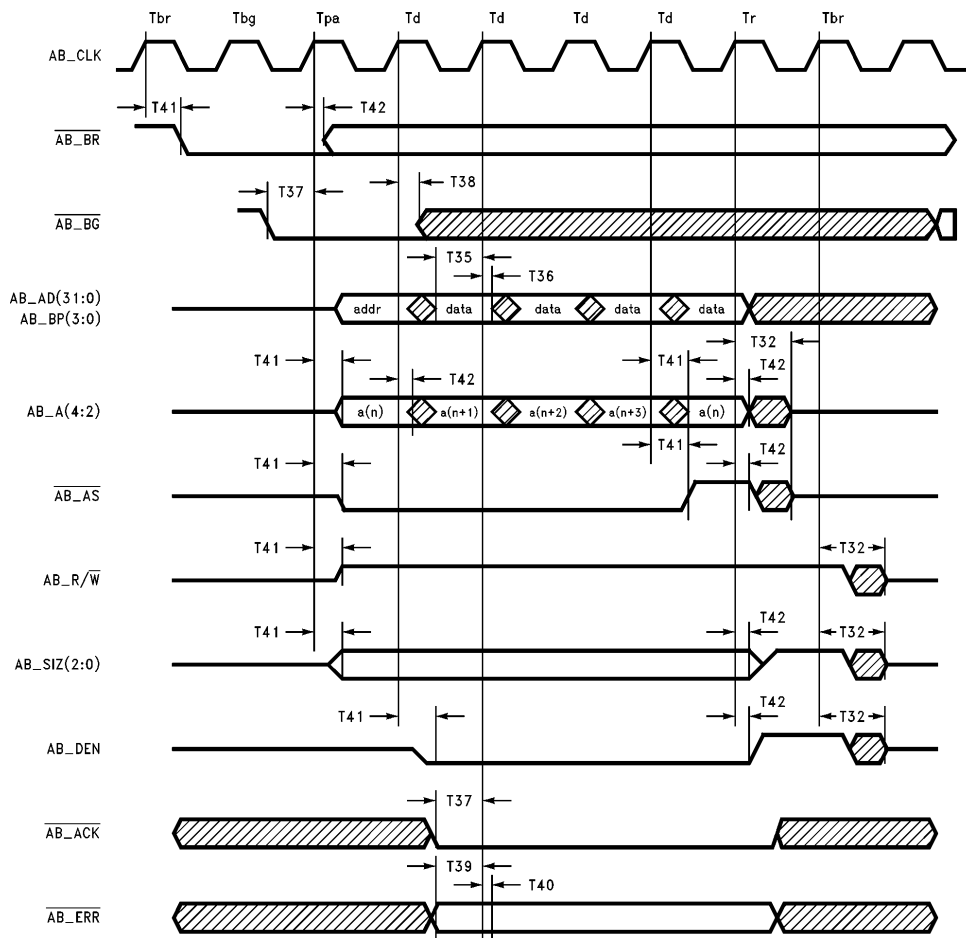 Tbr Tbg Tpa Td Td Td Td Tr Tbr
AB_CLK
T41 T42
AB_BR
T37 T38
AB_BG
T35
T36
AB_AD(31:0)
AB_BP(3:0)
addr data data data data
T32
T41 T42 T41 T42
AB_A(4:2)
a(n) a(n+1) a(n+2) a(n+3) a(n)
T41 T41 T42
AB_AS
T41 T32
AB_R/W
T41 T42 T32
AB_SIZ(2:0)
T41 T42 T32
AB_DEN
T37
AB_ACK
T39
T40
AB_ERR